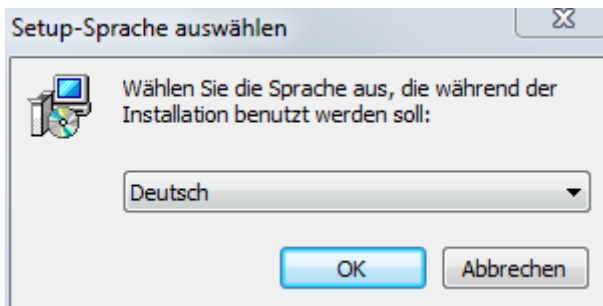 Setup-Sprache auswählen
Wählen Sie die Sprache aus, die während der
Installation benutzt werden soll:
Deutsch
OK
Abbrechen